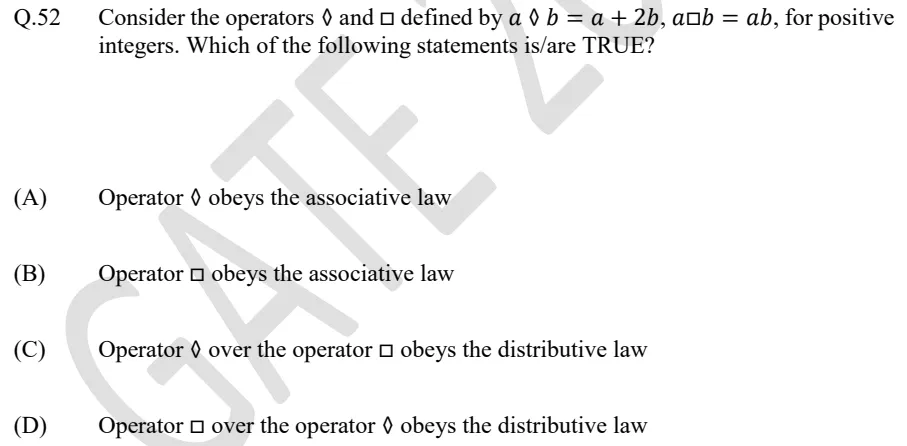 Q.52 Consider the operators ◊ and □ defined by a ◊ b = a + 2b, a□b = ab, for positive
integers. Which of the following statements is/are TRUE?
(A) Operator ◊ obeys the associative law
(B) Operator □ obeys the associative law
(C) Operator ◊ over the operator □ obeys the distributive law
(D) Operator □ over the operator ◊ obeys the distributive law
GATE 20